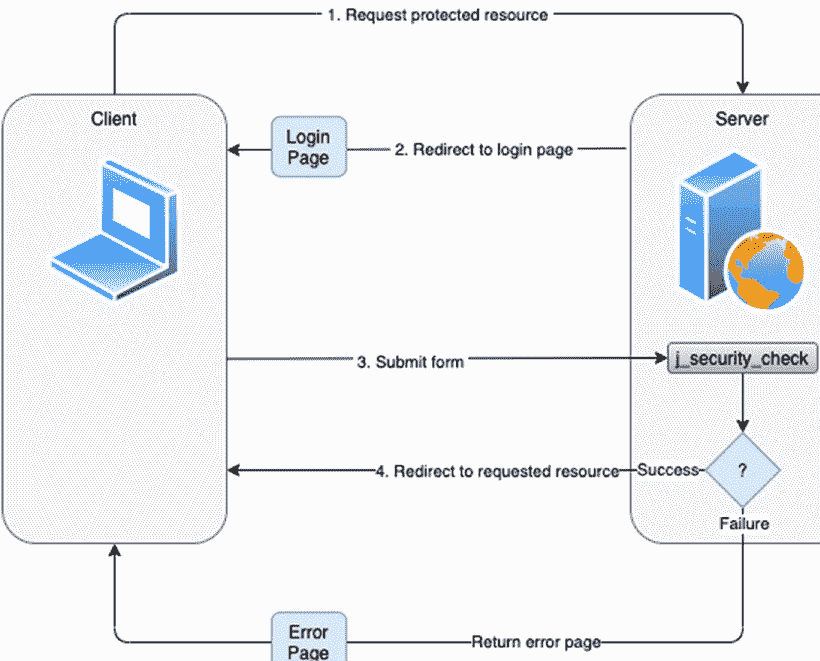 1. Request protected resource
Client
Server
Login
Page
2. Redirect to login page
3. Submit form
j_security_check
4. Redirect to requested resource
Success
?
Failure
Error
Page
Return error page